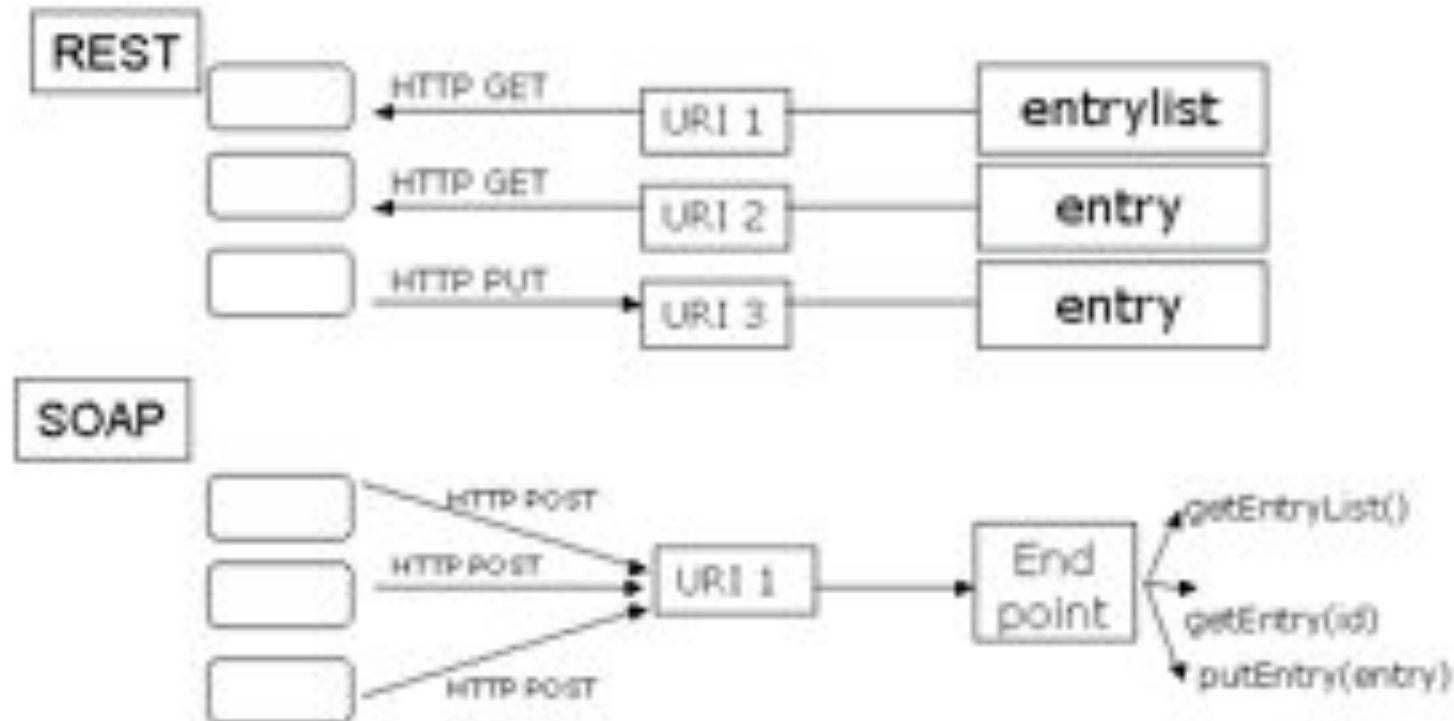 REST
HTTP GET
URI 1
entrylist
HTTP GET
URI 2
entry
HTTP PUT
URI 3
entry
SOAP
HTTP POST
HTTP POST
HTTP POST
URI 1
End
point
getEntryList()
getEntry(id)
putEntry(entry)